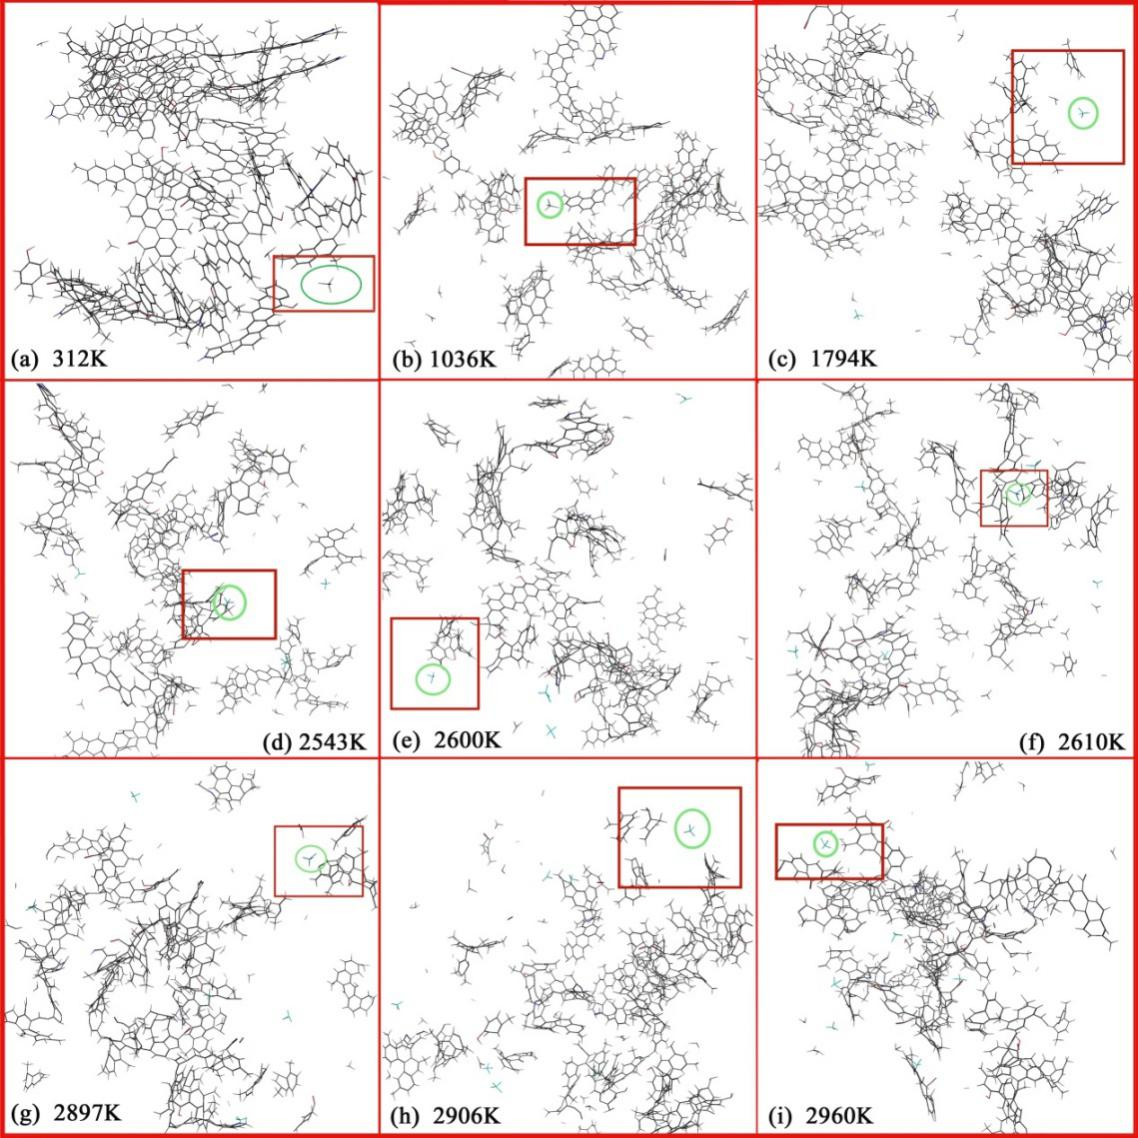 (a) 312K
(b) 1036K
(c) 1794K
(d) 2543K
(e) 2600K
(f) 2610K
(g) 2897K
(h) 2906K
(i) 2960K